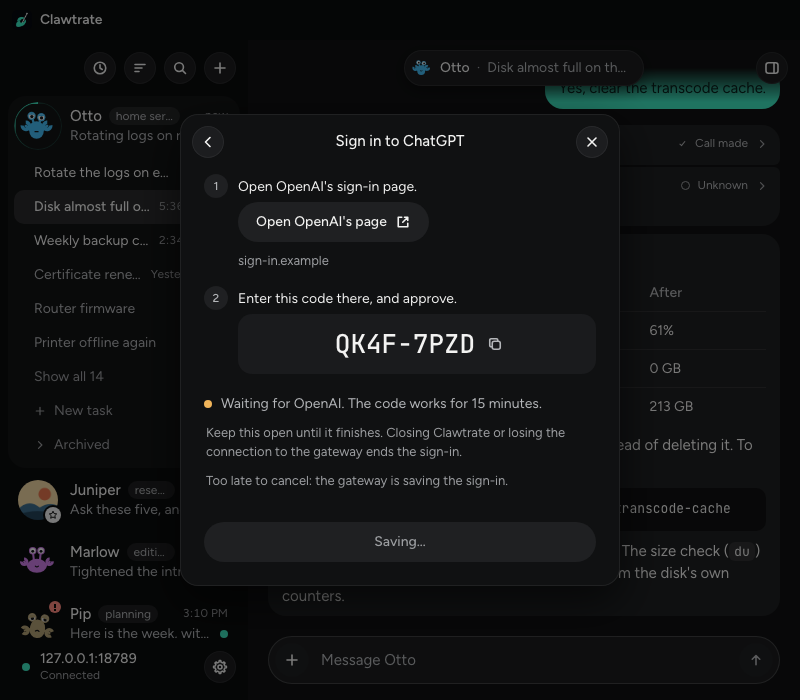 Clawtrate
Otto · Disk almost full on th...
Yes, clear the transcode cache.
Otto home ser...
Rotating logs on
Rotate the logs on e...
Disk almost full o... 5:36
Weekly backup c... 2:34
Certificate rene... Yeste
Router firmware
Printer offline again
Show all 14
New task
Archived
Juniper rese...
Ask these five, an
Marlow editi...
Tightened the intr
Pip planning 3:10 PM
Here is the week. wit...
127.0.0.1:18789
Connected
Sign in to ChatGPT
1 Open OpenAI's sign-in page.
Open OpenAI's page
sign-in.example
2 Enter this code there, and approve.
QK4F-7PZD
Waiting for OpenAI. The code works for 15 minutes.
Keep this open until it finishes. Closing Clawtrate or losing the
connection to the gateway ends the sign-in.
Too late to cancel: the gateway is saving the sign-in.
Saving...
Call made
Unknown
After
61%
0 GB
213 GB
ead of deleting it. To
transcode-cache
The size check (du)
m the disk's own
counters.
Message Otto